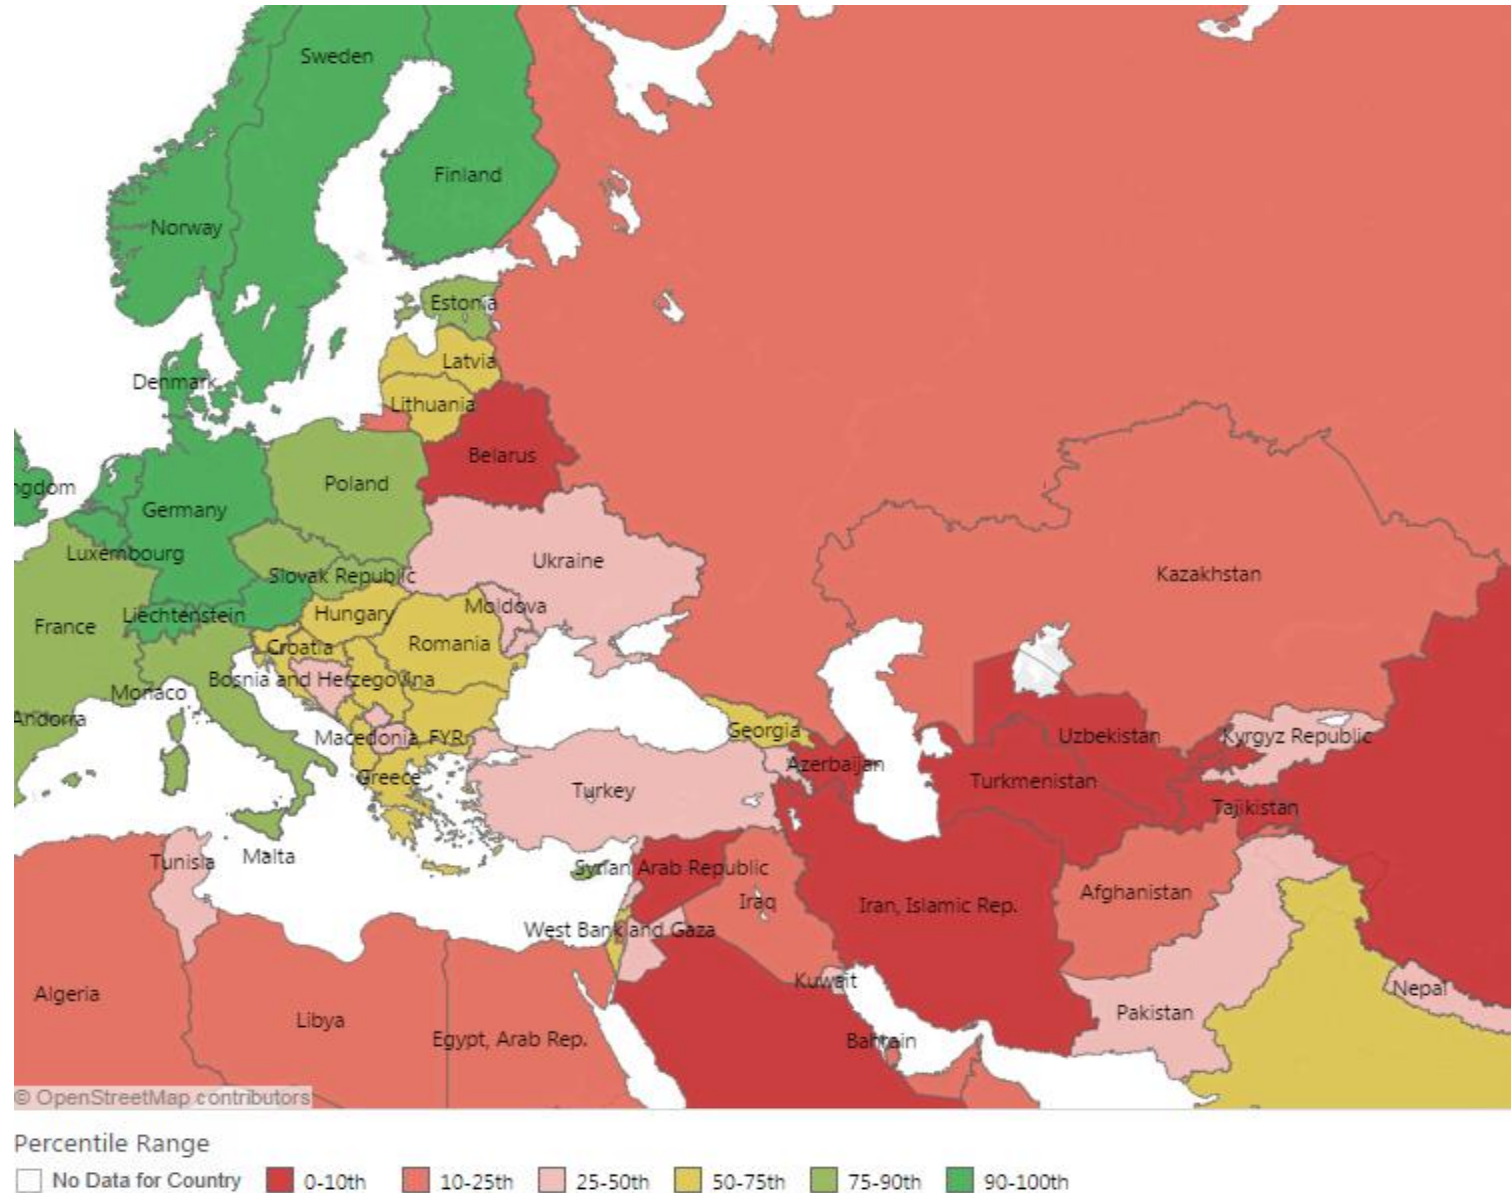 Sweden
Finland
Norway
Estonia
Latvia
Denmark
Lithuania
Belarus
Poland
ngdom
Germany
Luxembourg
Ukraine
Slovak Republic
Kazakhstan
Moldova
Liechtenstein
Hungary
France
Romania
Croatia
Bosnia and Herzegovina
Monaco
Andorra
Georgia
Macedonia, FYR
Uzbekistan
Kyrgyz Republic
Azerbaijan
Greece
Turkmenistan
Turkey
Tajikistan
Malta
Tunisia
Syrian Arab Republic
Afghanistan
Iraq
Iran, Islamic Rep.
West Bank and Gaza
Kuwait
Nepal
Algeria
Pakistan
Libya
Egypt, Arab Rep.
Bahrain
© OpenStreetMap contributors
Percentile Range
No Data for Country 0-10th 10-25th 25-50th 50-75th 75-90th 90-100th